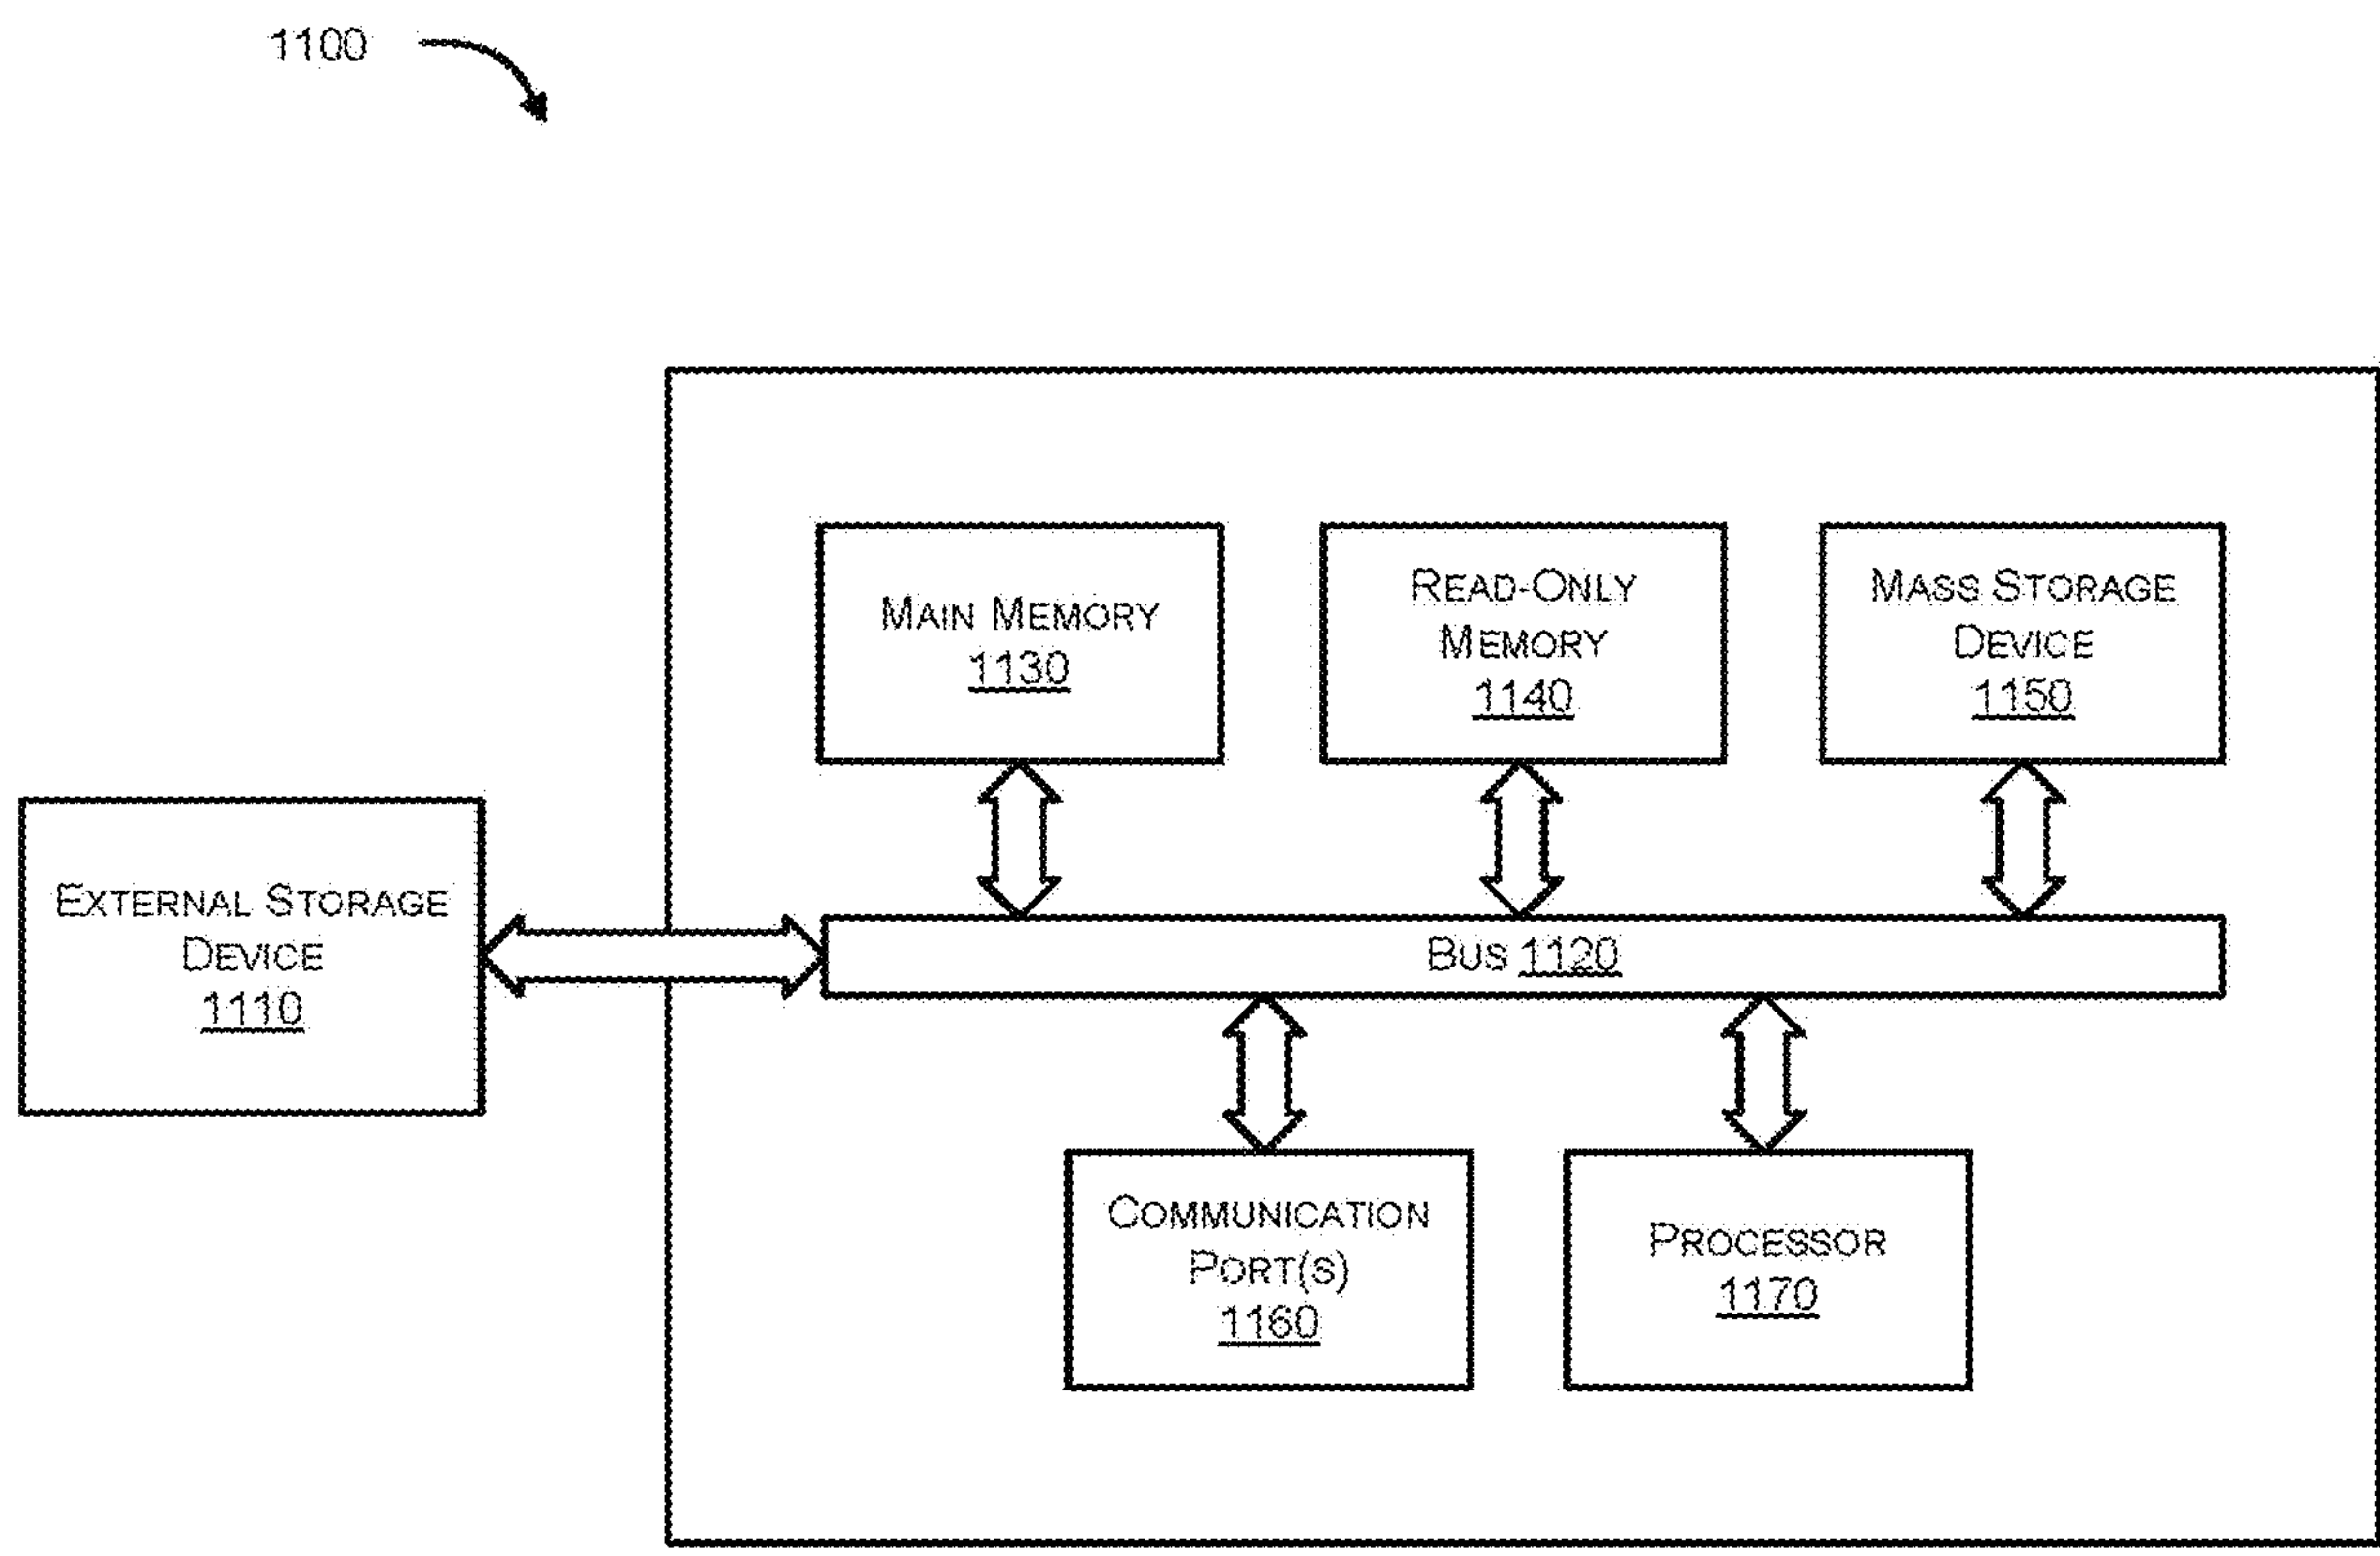 1100
MAIN MEMORY
1130
READ-ONLY
MEMORY
1140
MASS STORAGE
DEVICE
1150
EXTERNAL STORAGE
DEVICE
1110
BUS 1120
COMMUNICATION
PORT(S)
1160
PROCESSOR
1170